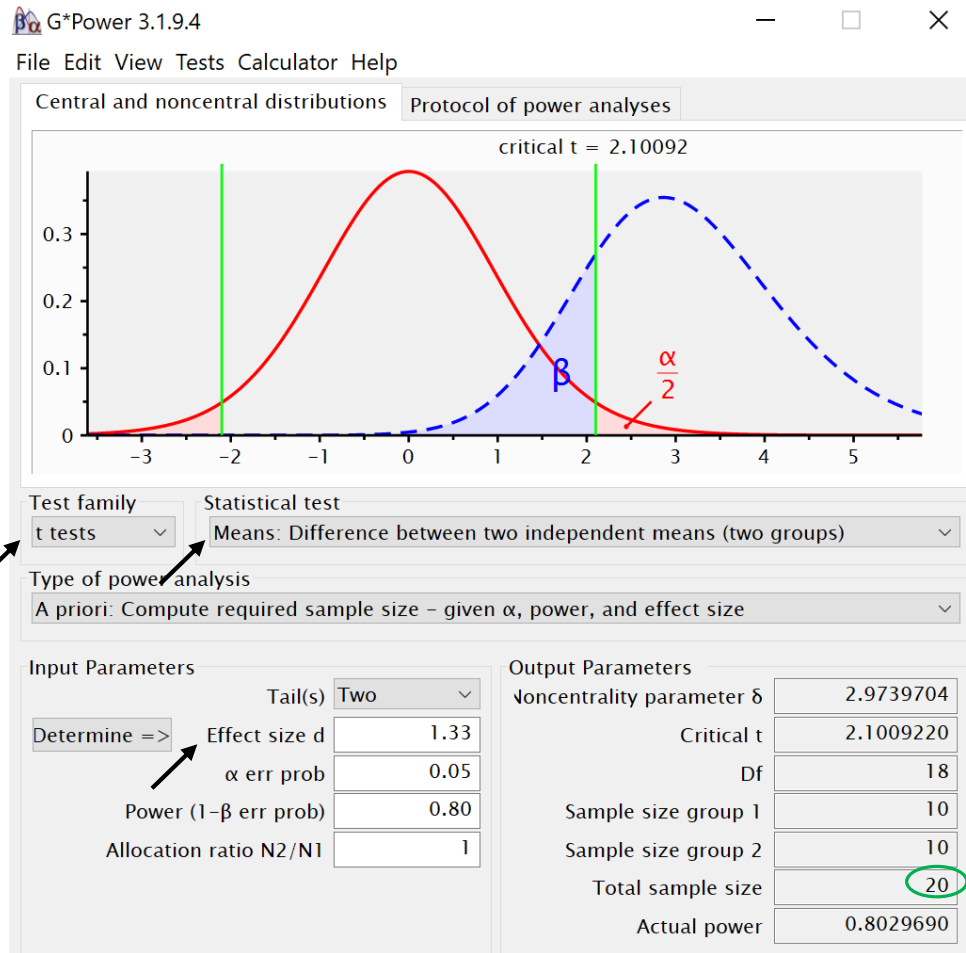 G*Power 3.1.9.4
File Edit View Tests Calculator Help
Central and noncentral distributions Protocol of power analyses
critical t = 2.10092
0.3
0.2
0.1
0
β
α
2
-3 -2 -1 0 1 2 3 4 5
Test family Statistical test
t tests Means: Difference between two independent means (two groups)
Type of power analysis
A priori: Compute required sample size – given α, power, and effect size
Input Parameters Output Parameters
Tail(s) Two Noncentrality parameter δ 2.9739704
Determine => Effect size d 1.33 Critical t 2.1009220
α err prob 0.05 Df 18
Power (1-β err prob) 0.80 Sample size group 1 10
Allocation ratio N2/N1 1 Sample size group 2 10
Total sample size 20
Actual power 0.8029690